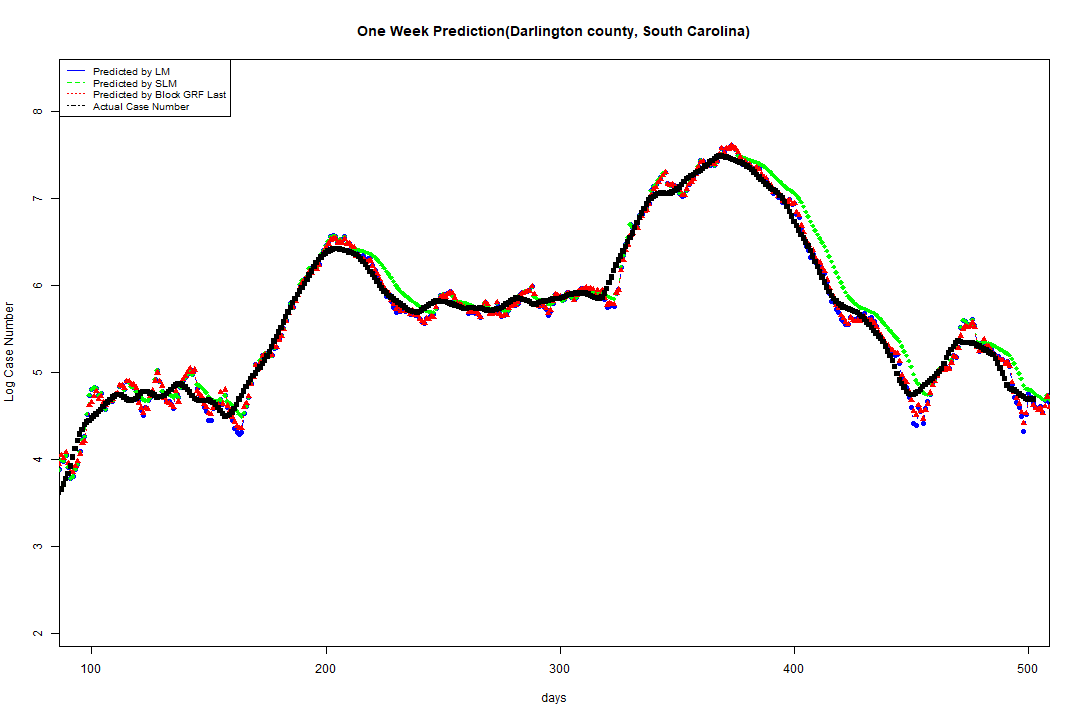 One Week Prediction(Darlington county, South Carolina)
Predicted by LM
Predicted by SLM
Predicted by Block GRF Last
Actual Case Number
8
7
6
5
4
3
2
Log Case Number
100 200 300 400 500
days